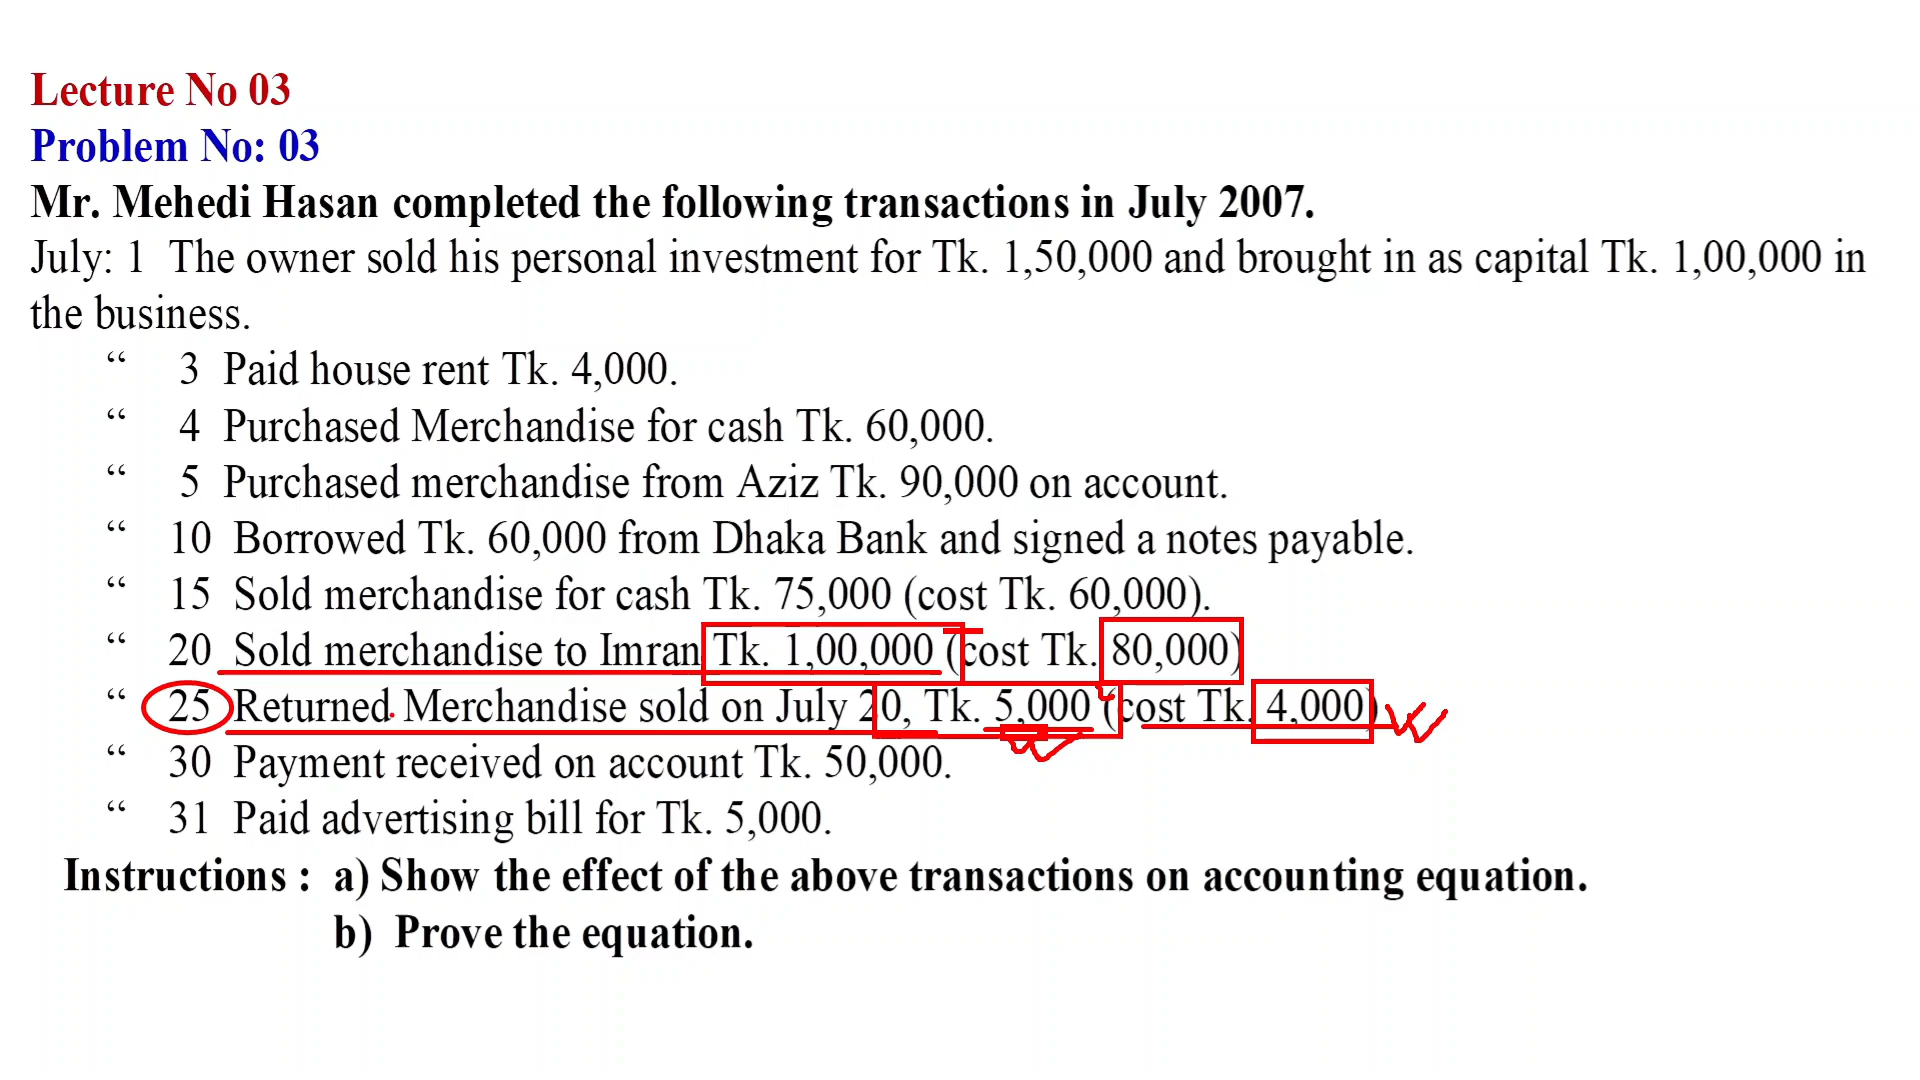 Lecture No 03
Problem No: 03
Mr. Mehedi Hasan completed the following transactions in July 2007.
July: 1 The owner sold his personal investment for Tk. 1,50,000 and brought in as capital Tk. 1,00,000 in
the business.
“ 3 Paid house rent Tk. 4,000.
“ 4 Purchased Merchandise for cash Tk. 60,000.
“ 5 Purchased merchandise from Aziz Tk. 90,000 on account.
“ 10 Borrowed Tk. 60,000 from Dhaka Bank and signed a notes payable.
“ 15 Sold merchandise for cash Tk. 75,000 (cost Tk. 60,000).
“ 20 Sold merchandise to Imran Tk. 1,00,000 (cost Tk. 80,000)
“ 25 Returned Merchandise sold on July 20, Tk. 5,000 (cost Tk. 4,000)
“ 30 Payment received on account Tk. 50,000.
“ 31 Paid advertising bill for Tk. 5,000.
Instructions : a) Show the effect of the above transactions on accounting equation.
b) Prove the equation.